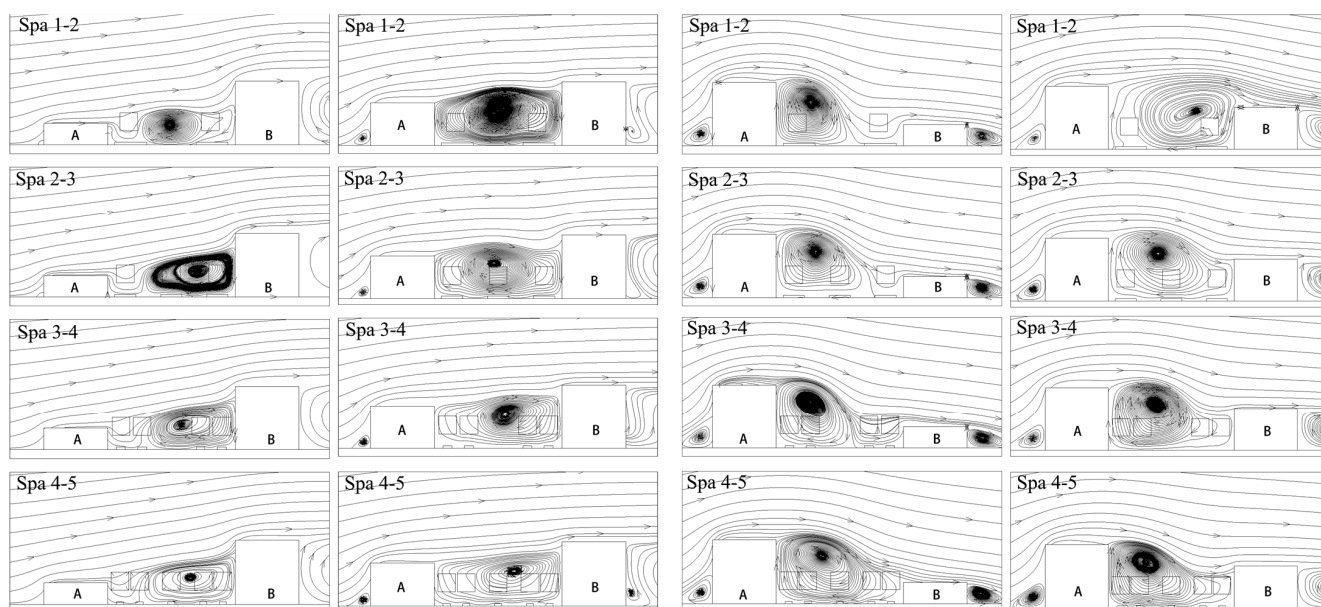 Spa 1-2 Spa 1-2 Spa 1-2 Spa 1-2
A B A B A B A B
Spa 2-3 Spa 2-3 Spa 2-3 Spa 2-3
A B A B A B A B
Spa 3-4 Spa 3-4 Spa 3-4 Spa 3-4
A B A B A B A B
Spa 4-5 Spa 4-5 Spa 4-5 Spa 4-5
A B A B A B A B